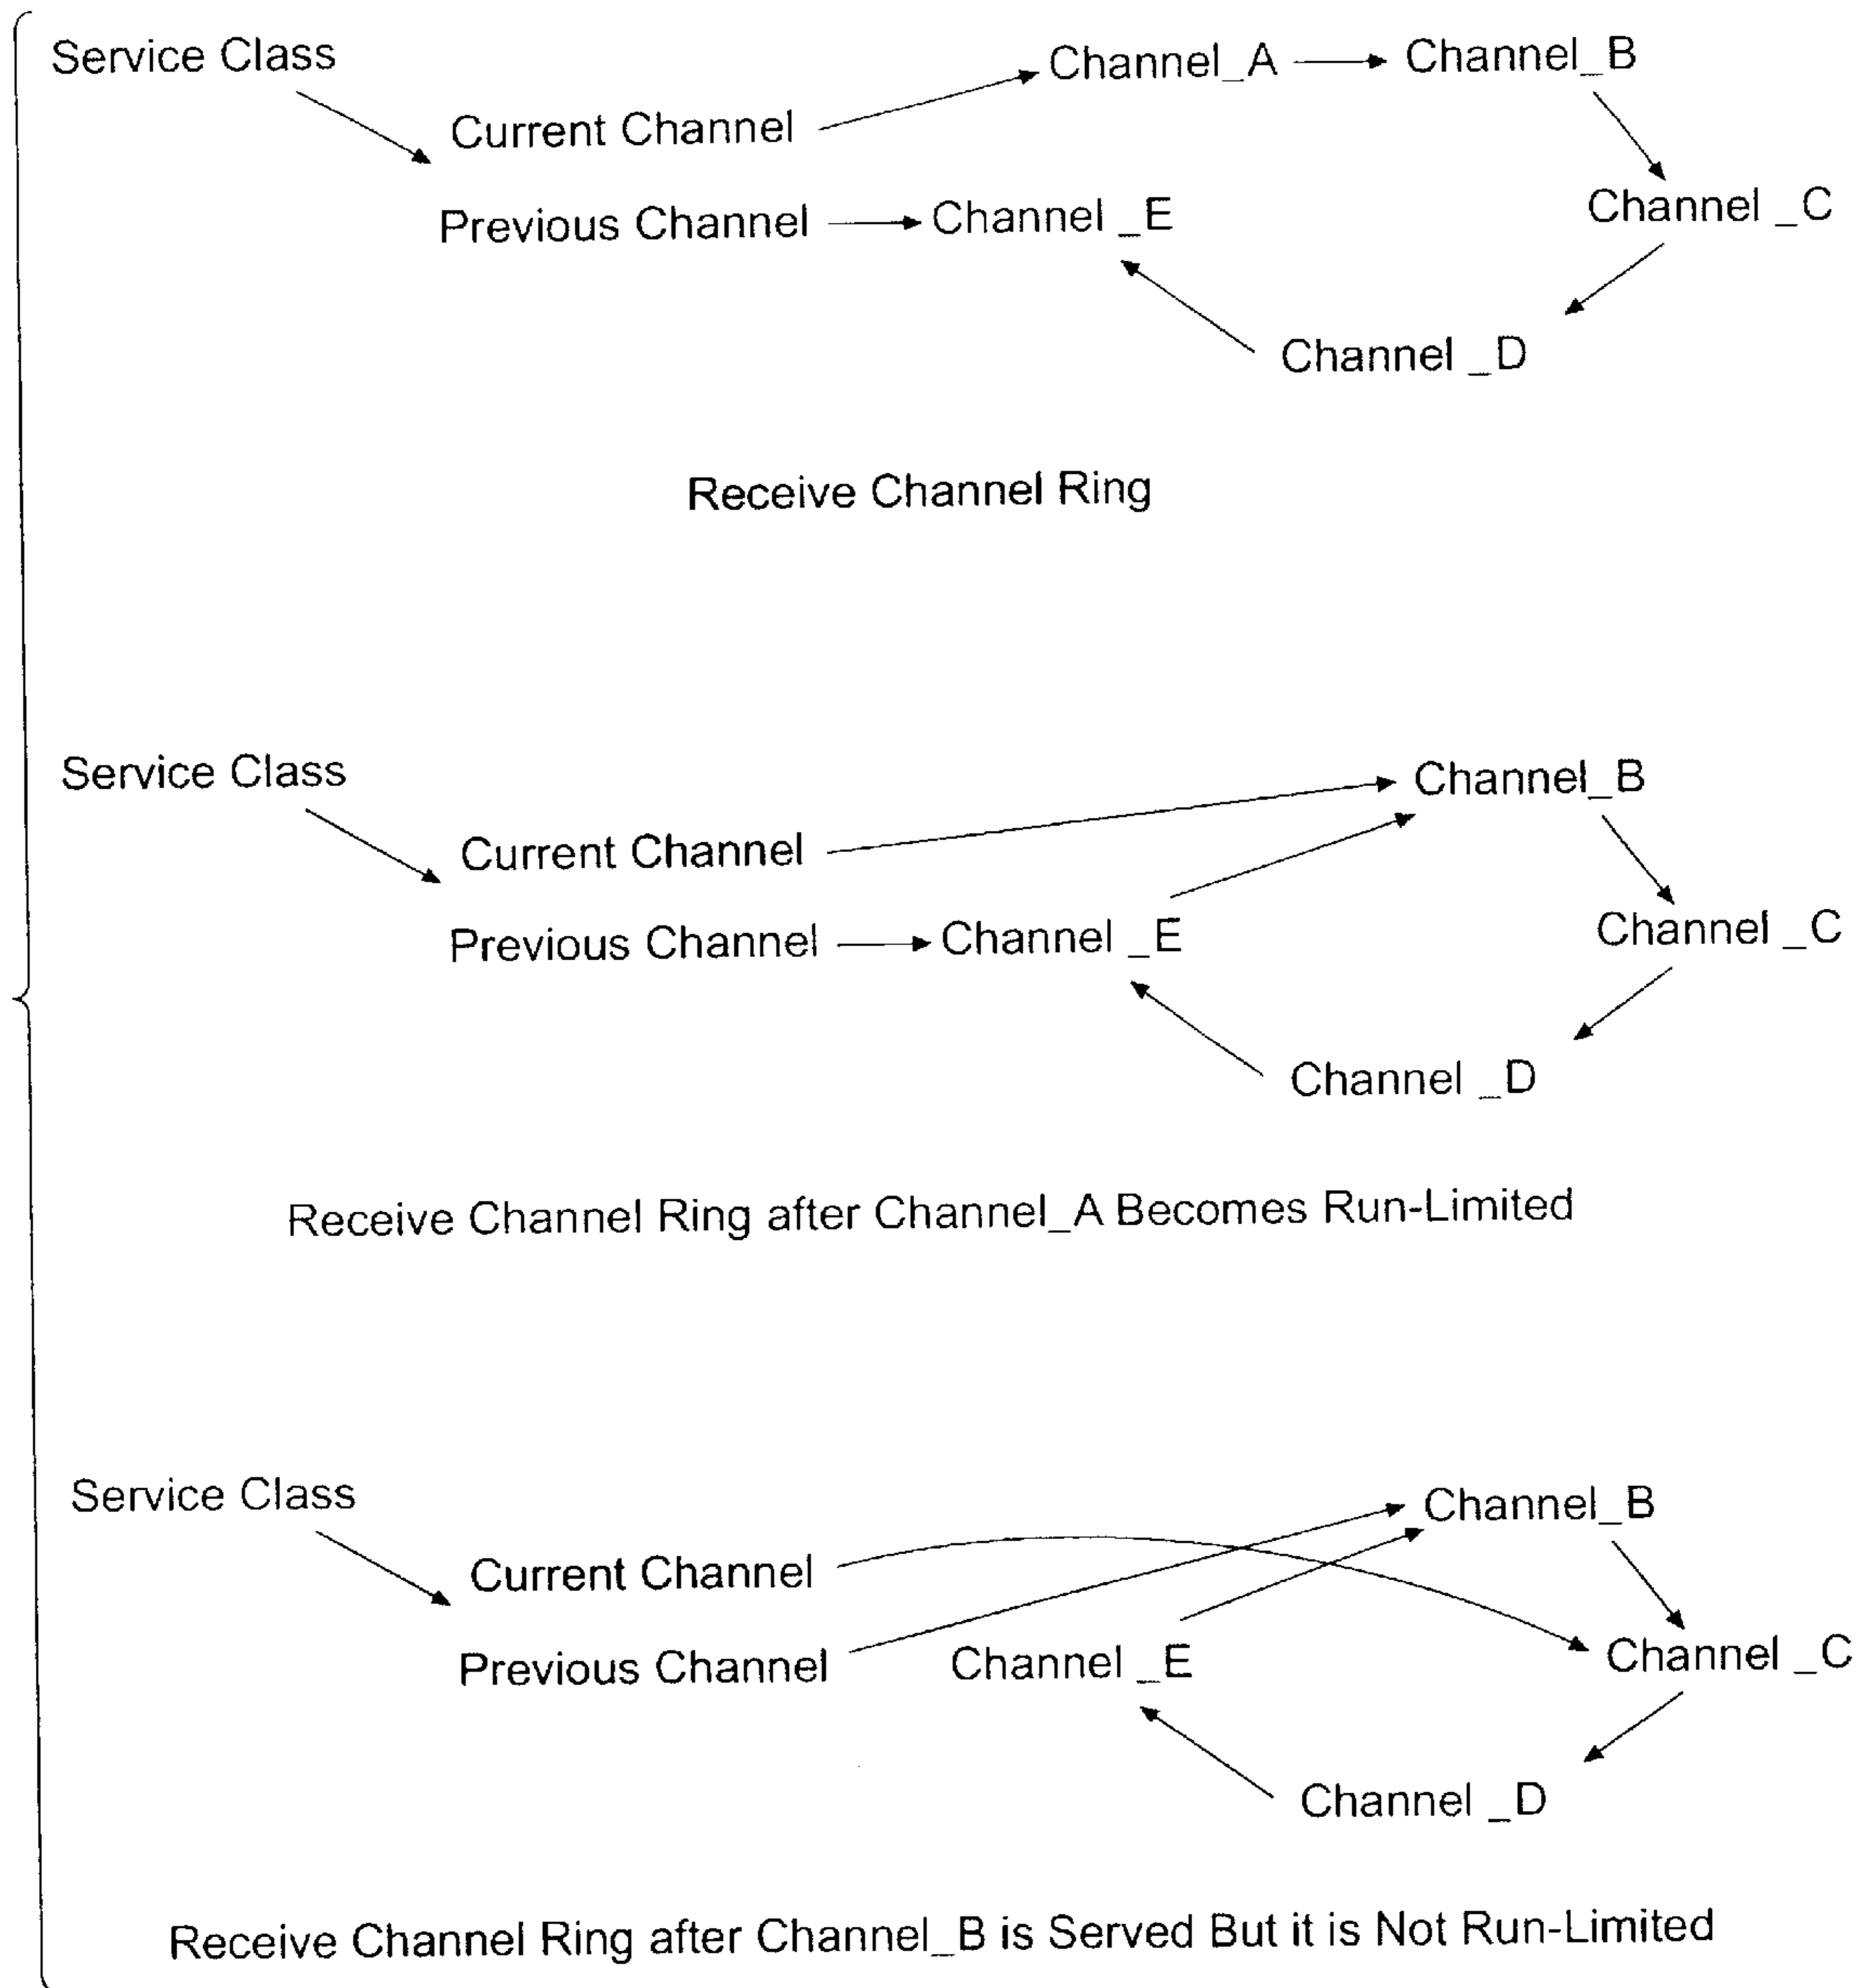 Service Class
Channel_A
Channel_B
Current Channel
Previous Channel
Channel _E
Channel _C
Channel _D
Receive Channel Ring
Service Class
Channel_B
Current Channel
Previous Channel
Channel _E
Channel _C
Channel _D
Receive Channel Ring after Channel_A Becomes Run-Limited
Service Class
Channel_B
Current Channel
Previous Channel
Channel _E
Channel _C
Channel _D
Receive Channel Ring after Channel_B is Served But it is Not Run-Limited